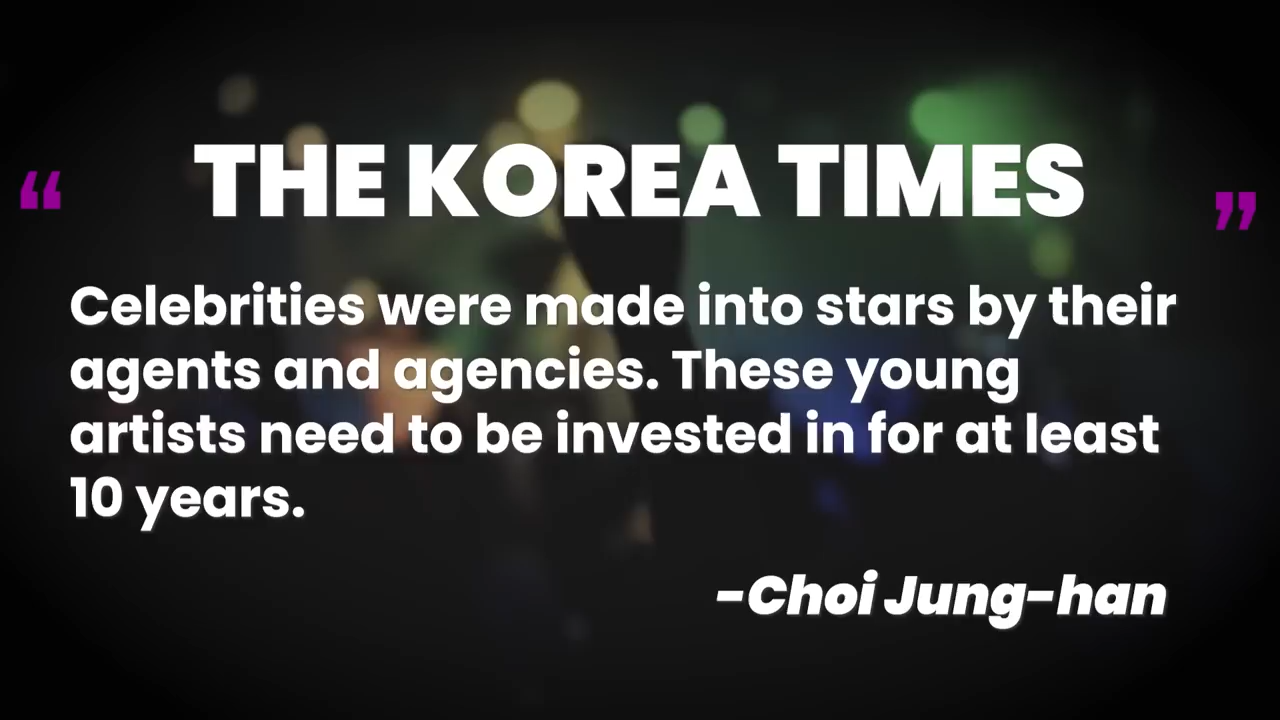 THE KOREA TIMES
“ ”
Celebrities were made into stars by their
agents and agencies. These young
artists need to be invested in for at least
10 years.
-Choi Jung-han